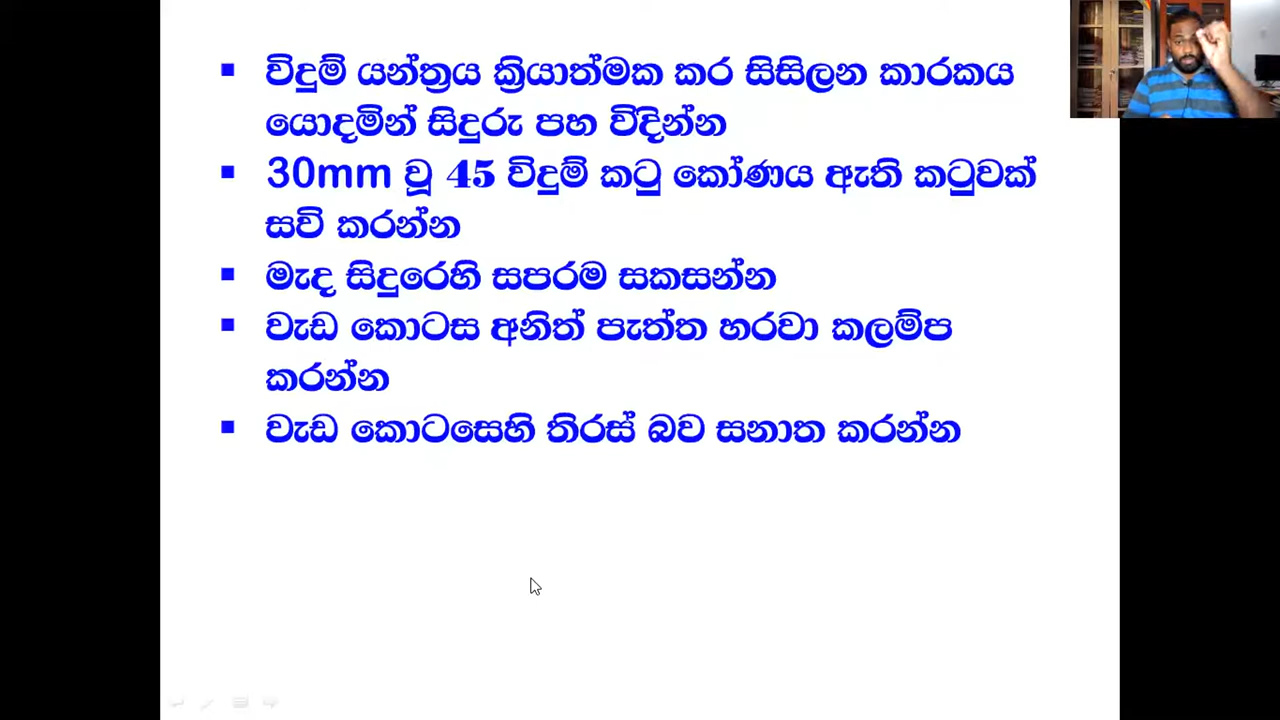 ▪ විදුම් යන්ත්‍රය ක්‍රියාත්මක කර සිසිලන කාරකය
යොදමින් සිදුරු පහ විදින්න
▪ 30mm වූ 45 විදුම් කටු කෝණය ඇති කටුවක්
සවි කරන්න
▪ මැද සිදුරෙහි සපරම සකසන්න
▪ වැඩ කොටස අනිත් පැත්ත හරවා කලම්ප
කරන්න
▪ වැඩ කොටසෙහි තිරස් බව සනාත කරන්න